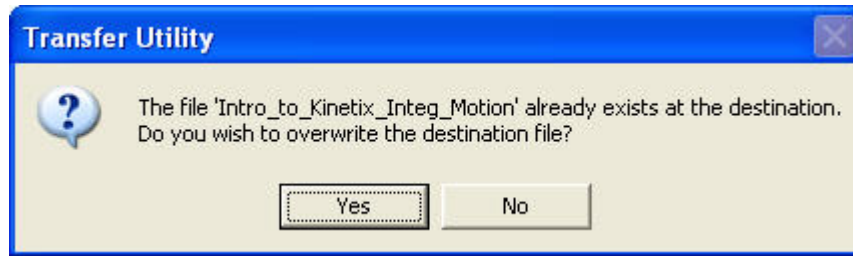 Transfer Utility
The file 'Intro_to_Kinetix_Integ_Motion' already exists at the destination.
Do you wish to overwrite the destination file?
Yes No